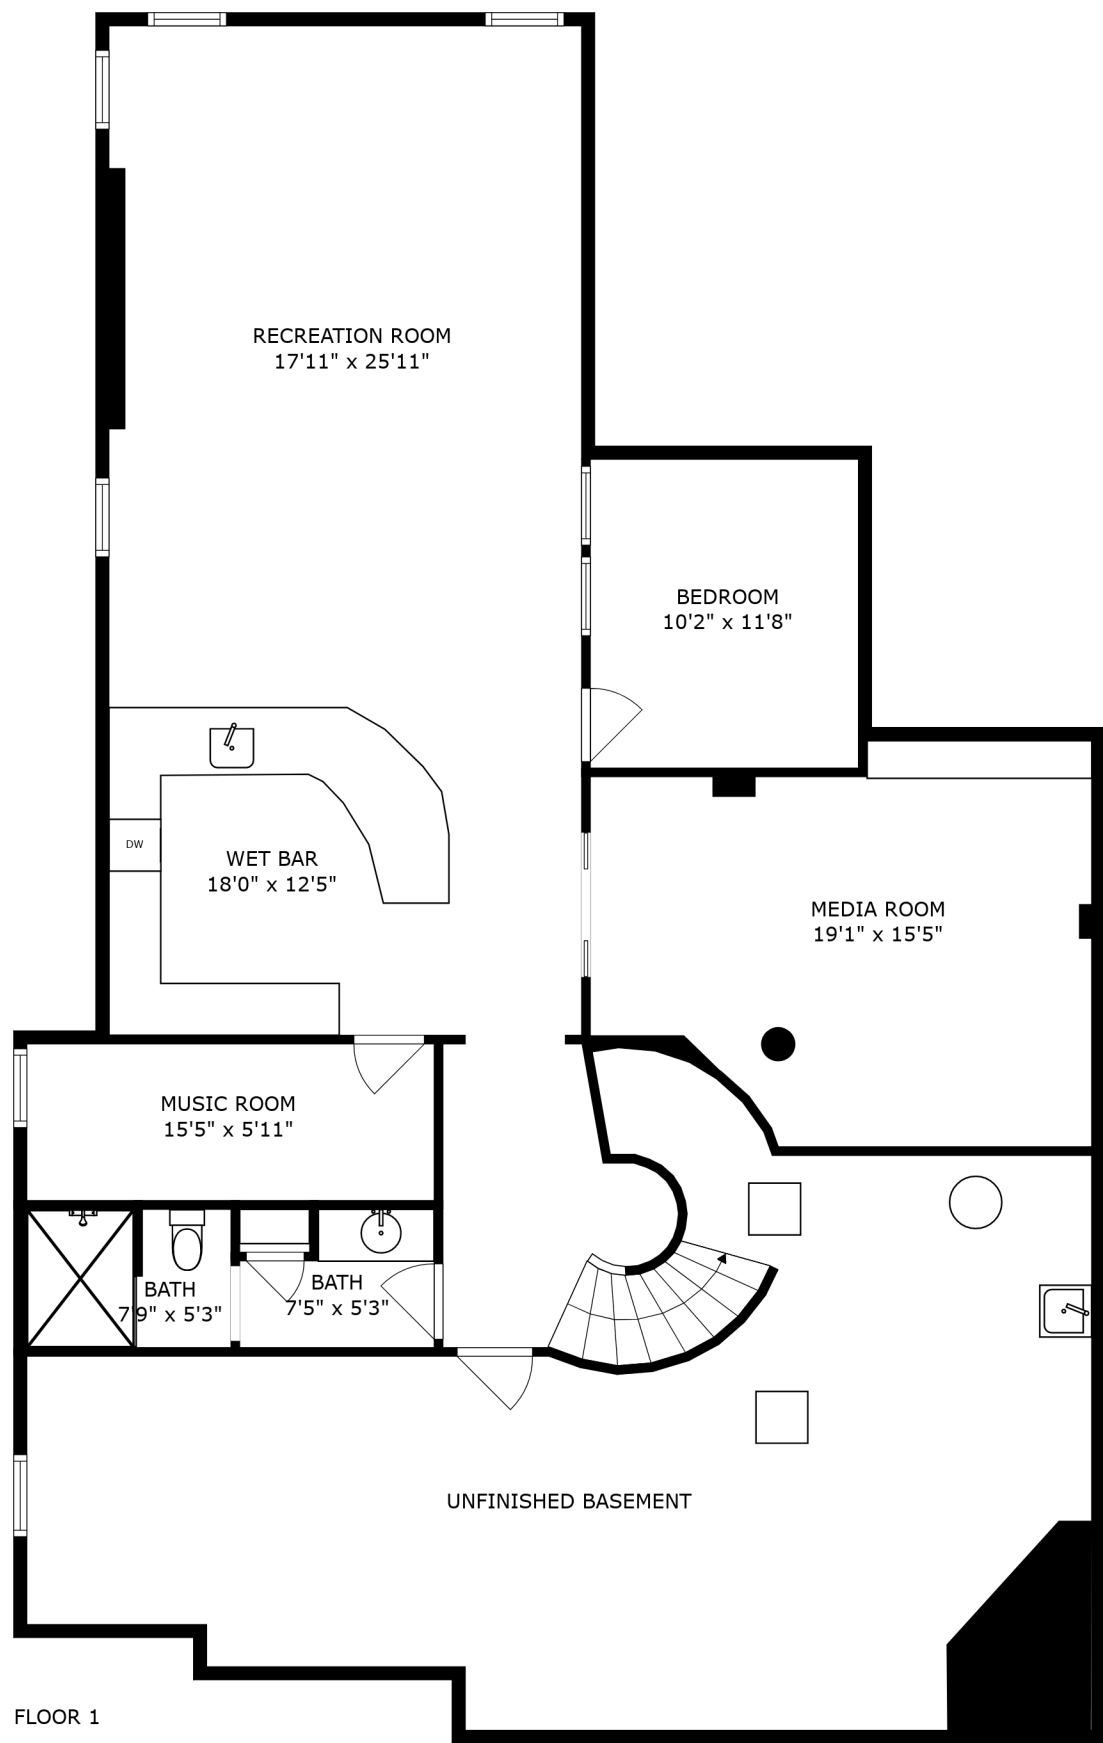 RECREATION ROOM
17'11" x 25'11"
BEDROOM
10'2" x 11'8"
DW
WET BAR
18'0" x 12'5"
MEDIA ROOM
19'1" x 15'5"
MUSIC ROOM
15'5" x 5'11"
BATH
7'9" x 5'3"
BATH
7'5" x 5'3"
UNFINISHED BASEMENT
FLOOR 1